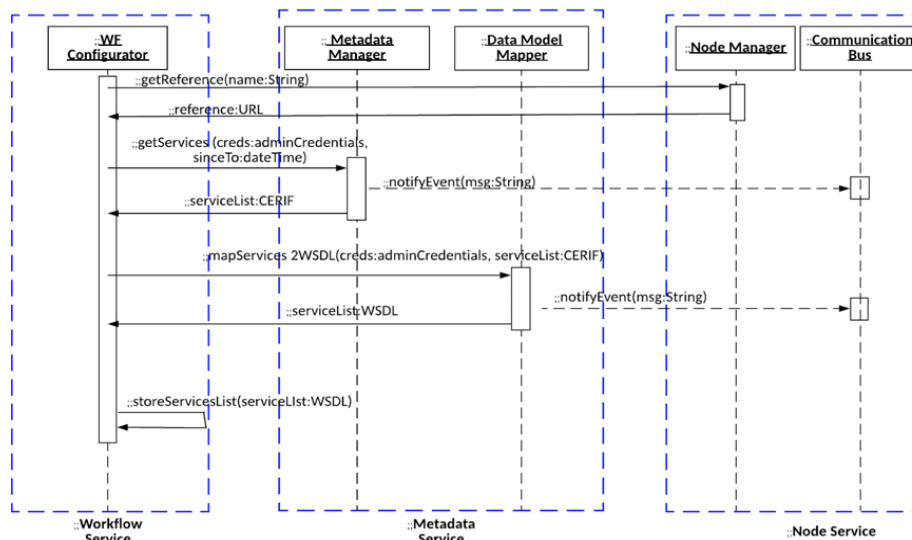 ::WF
Configurator
::Metadata
Manager
::Data Model
Mapper
::Node Manager
::Communication
Bus
::getReference(name:String)
::reference:URL
::getServices (creds:adminCredentials,
sinceTo:dateTime)
::notifyEvent(msg:String)
::serviceList:CERIF
::mapServices 2WSDL(creds:adminCredentials, serviceList:CERIF)
::notifyEvent(msg:String)
::serviceList:WSDL
::storeServicesList(serviceLIst:WSDL)
::Workflow
Service
::Metadata
Service
::Node Service